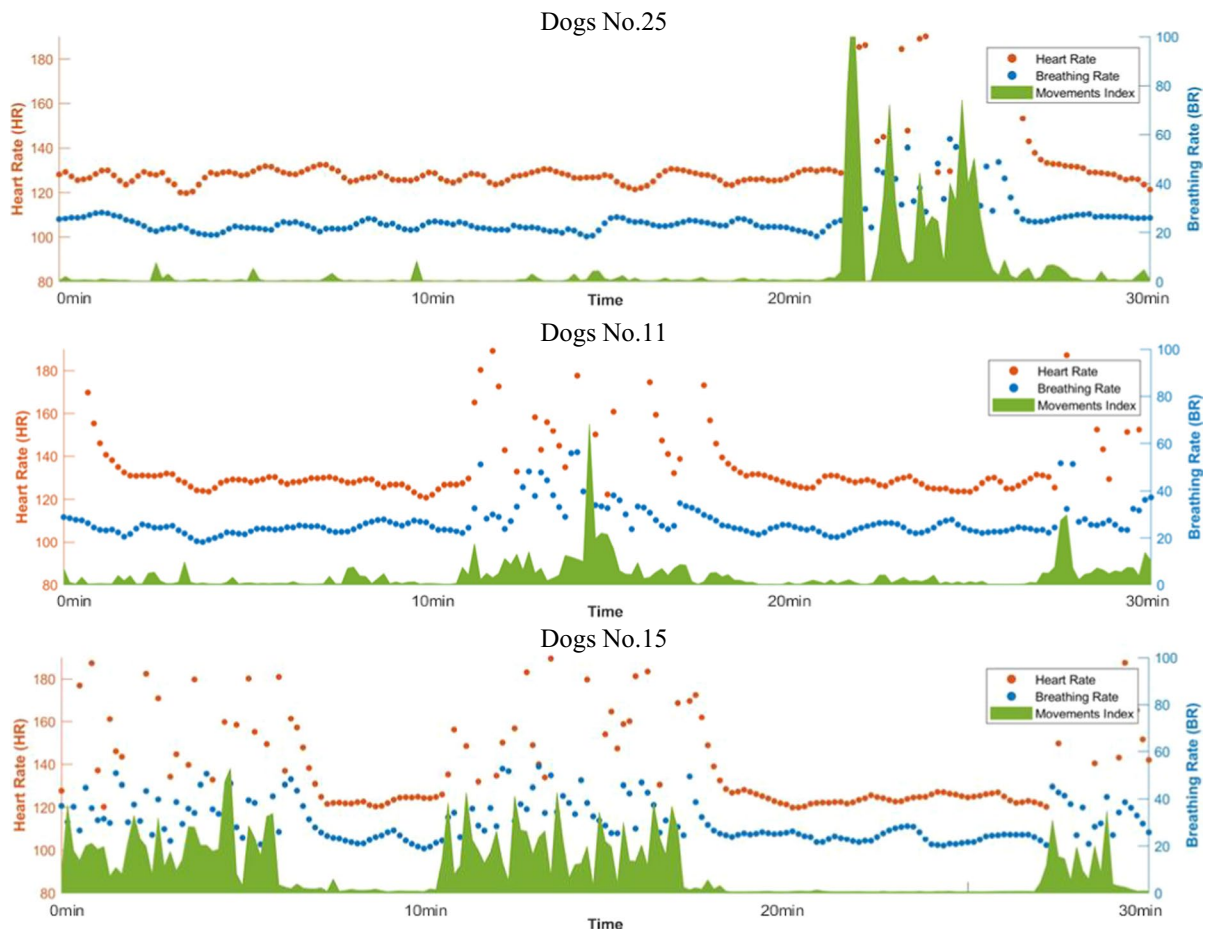 Dogs No.25
Heart Rate (HR)
180
160
140
120
100
80
Heart Rate
Breathing Rate
Movements Index
100
80
60
40
20
0
Breathing Rate (BR)
0min
10min
Time
20min
30min
Dogs No.11
Heart Rate (HR)
180
160
140
120
100
80
Heart Rate
Breathing Rate
Movements Index
100
80
60
40
20
0
Breathing Rate (BR)
0min
10min
Time
20min
30min
Dogs No.15
Heart Rate (HR)
180
160
140
120
100
80
Heart Rate
Breathing Rate
Movements Index
100
80
60
40
20
0
Breathing Rate (BR)
0min
10min
Time
20min
30min